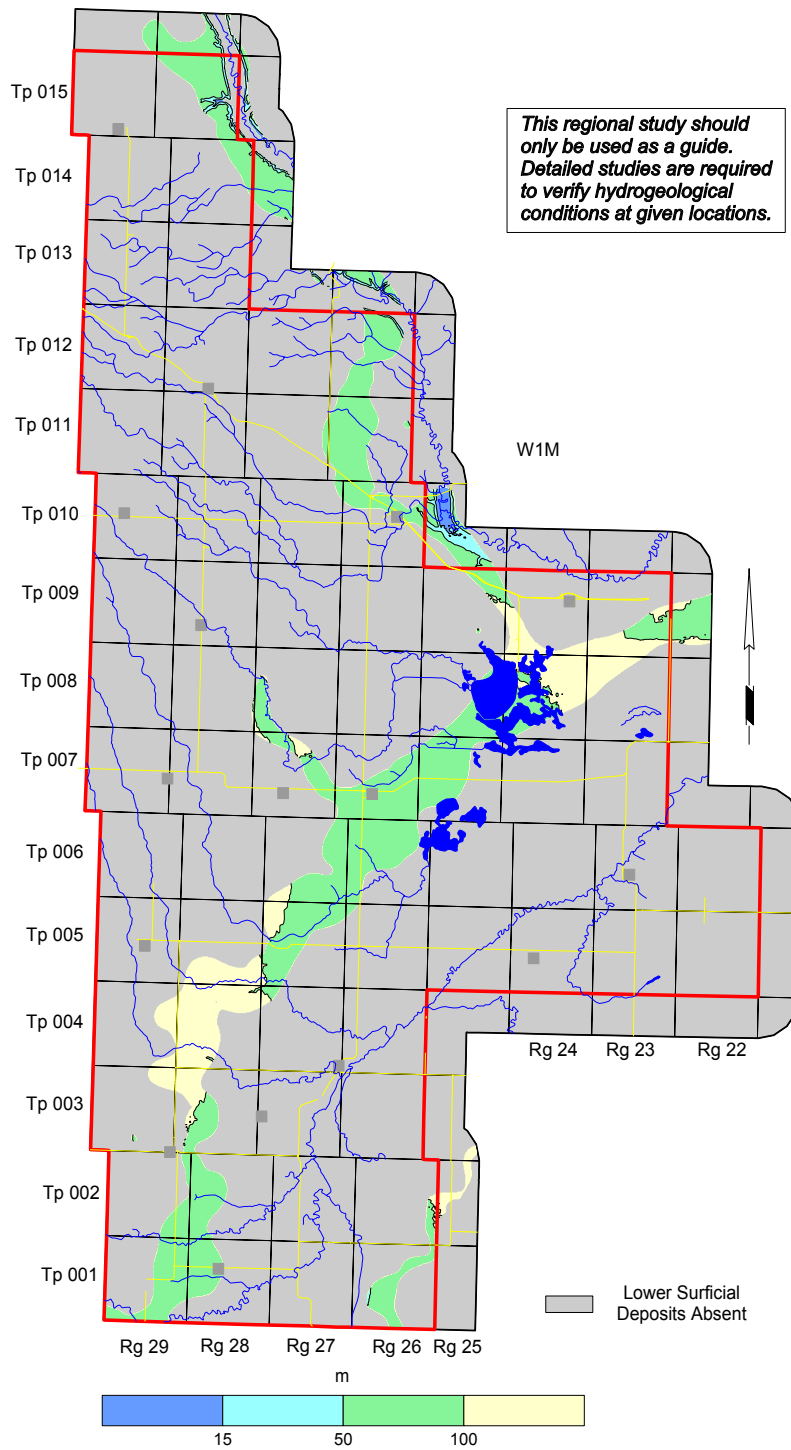 Tp 015
This regional study should
only be used as a guide.
Detailed studies are required
to verify hydrogeological
conditions at given locations.
Tp 014
Tp 013
Tp 012
Tp 011
W1M
Tp 010
Tp 009
Tp 008
Tp 007
Tp 006
Tp 005
Tp 004
Rg 24 Rg 23 Rg 22
Tp 003
Tp 002
Tp 001
Lower Surficial
Deposits Absent
Rg 29 Rg 28 Rg 27 Rg 26 Rg 25
m
15 50 100